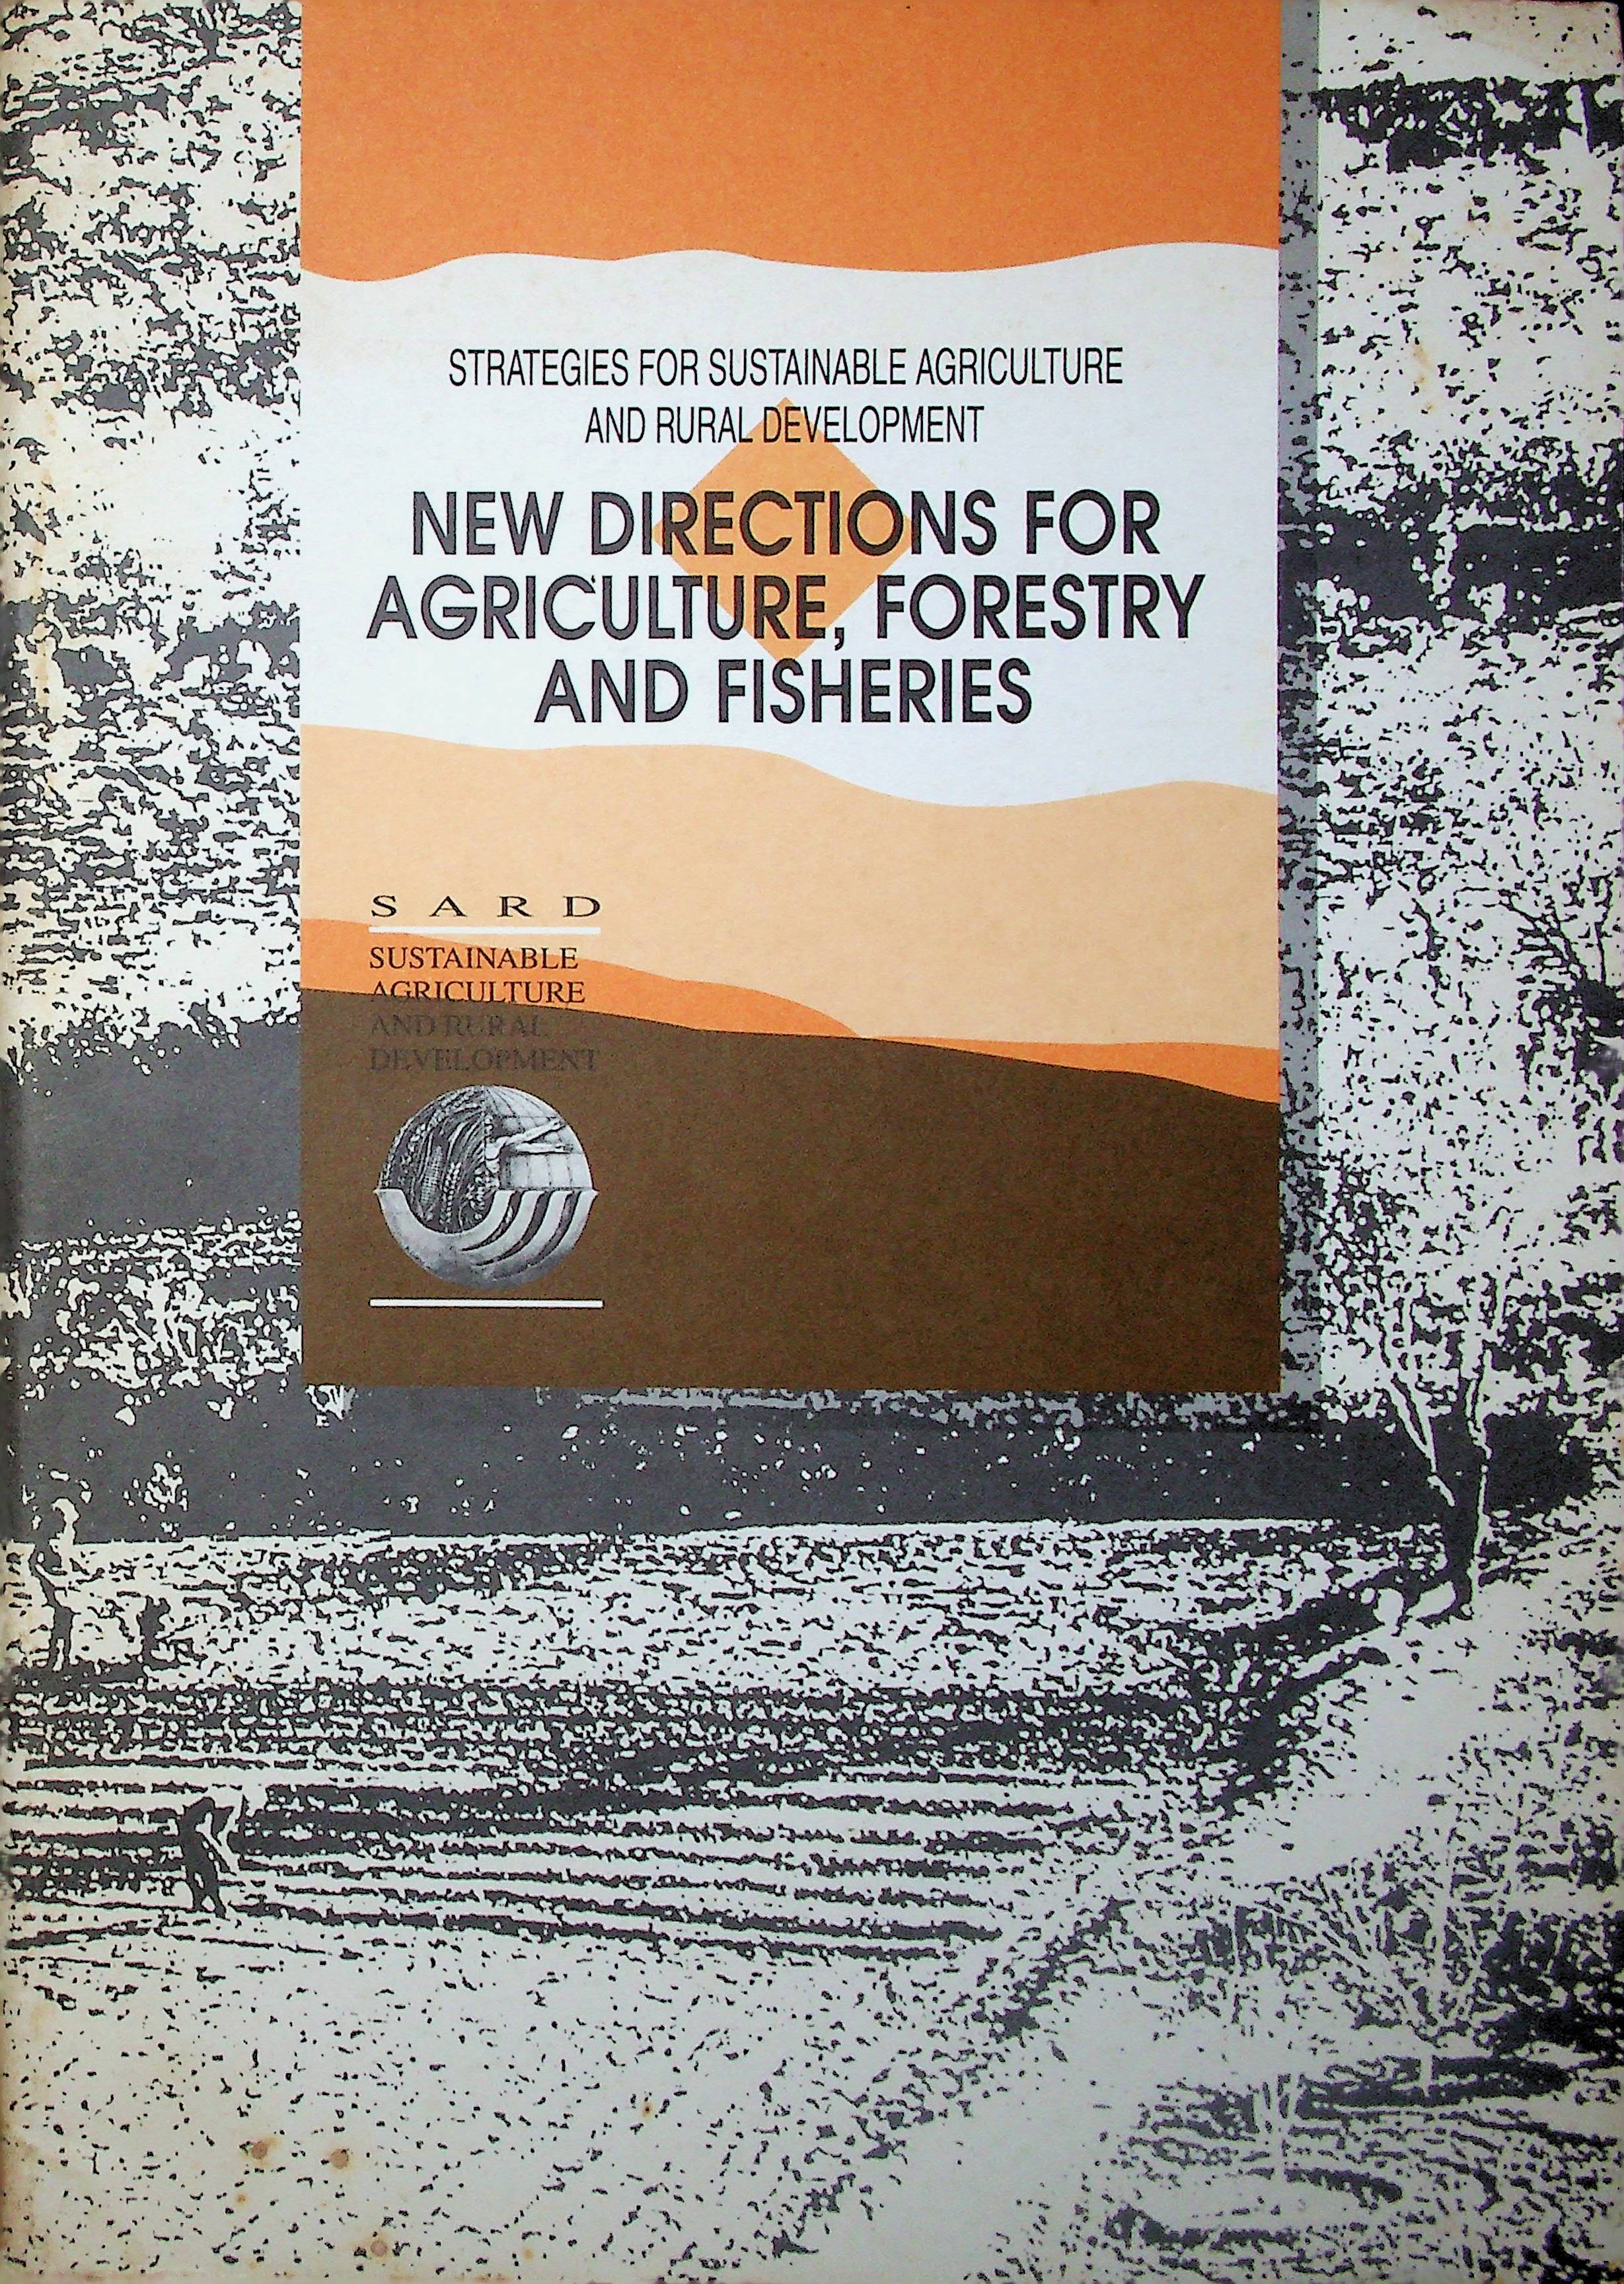 STRATEGIES FOR SUSTAINABLE AGRICULTURE
AND RURAL DEVELOPMENT
NEW DIRECTIONS FOR
AGRICULTURE, FORESTRY
AND FISHERIES
S A R D
SUSTAINABLE
AGRICULTURE
AND RURAL
DEVELOPMENT